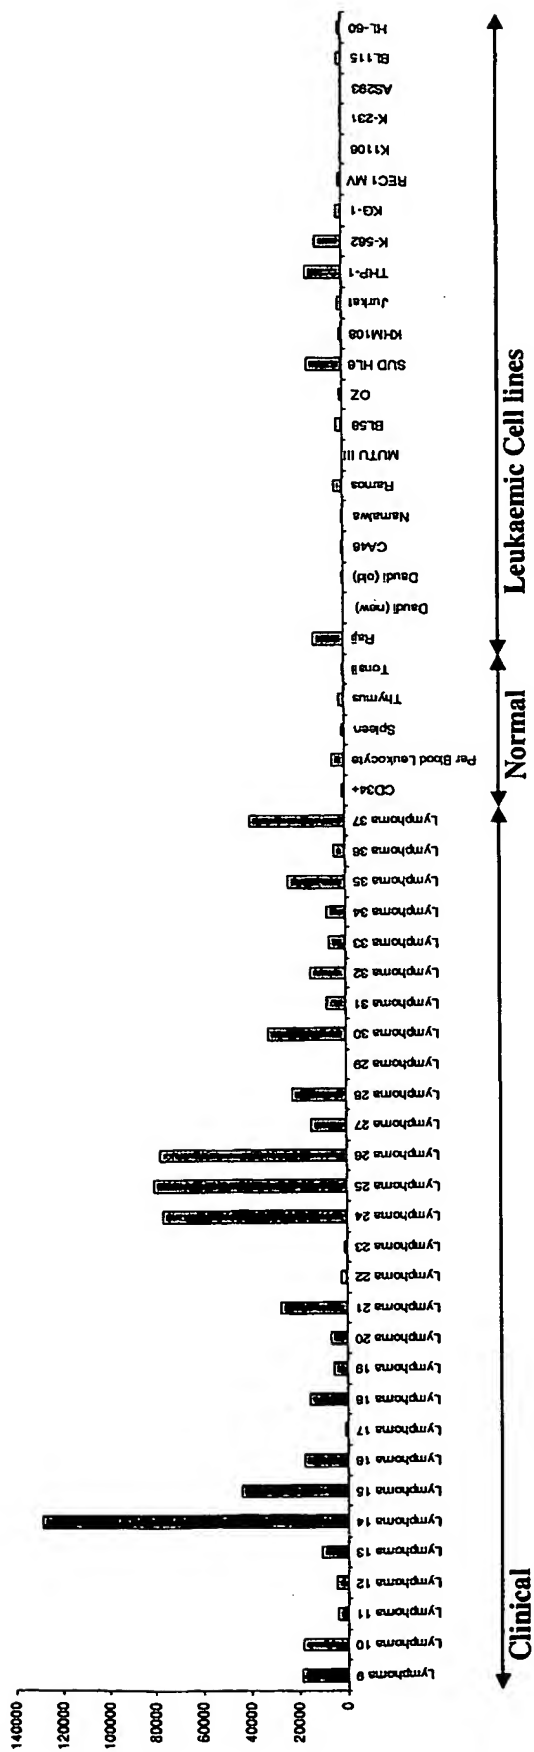 140000
120000
100000
80000
60000
40000
20000
0
Lymphoma 9
Lymphoma 10
Lymphoma 11
Lymphoma 12
Lymphoma 13
Lymphoma 14
Lymphoma 15
Lymphoma 16
Lymphoma 17
Lymphoma 18
Lymphoma 19
Lymphoma 20
Lymphoma 21
Lymphoma 22
Lymphoma 23
Lymphoma 24
Lymphoma 25
Lymphoma 26
Lymphoma 27
Lymphoma 28
Lymphoma 29
Lymphoma 30
Lymphoma 31
Lymphoma 32
Lymphoma 33
Lymphoma 34
Lymphoma 35
Lymphoma 36
Lymphoma 37
CD34+
Per Blood Leukocyte
Spleen
Thymus
Tonsil
Raji
Daudi (new)
Daudi (old)
CA46
Namalwa
Ramos
MUTU III
BL58
OZ
SUD HL6
KHM108
Jurkat
THP-1
K-562
KG-1
REC1 MV
K1106
K-231
AS293
BL115
HL-60
Clinical
Normal
Leukaemic Cell lines